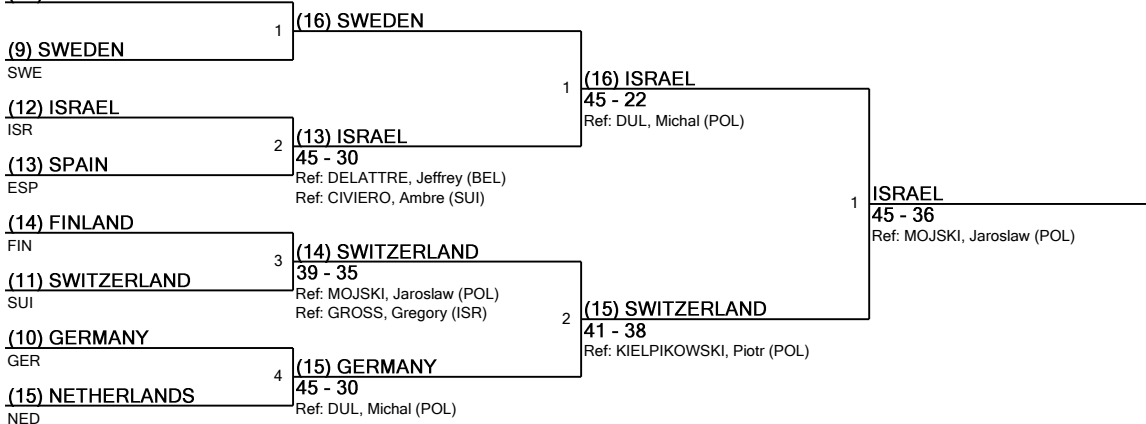 (9) SWEDEN
SWE
(12) ISRAEL
ISR
(13) SPAIN
ESP
(14) FINLAND
FIN
(11) SWITZERLAND
SUI
(10) GERMANY
GER
(15) NETHERLANDS
NED
1
(16) SWEDEN
2
(13) ISRAEL
45 - 30
Ref: DELATTRE, Jeffrey (BEL)
Ref: CIVIERO, Ambre (SUI)
3
(14) SWITZERLAND
39 - 35
Ref: MOJSKI, Jaroslaw (POL)
Ref: GROSS, Gregory (ISR)
4
(15) GERMANY
45 - 30
Ref: DUL, Michal (POL)
1
(16) ISRAEL
45 - 22
Ref: DUL, Michal (POL)
2
(15) SWITZERLAND
41 - 38
Ref: KIELPIKOWSKI, Piotr (POL)
1
ISRAEL
45 - 36
Ref: MOJSKI, Jaroslaw (POL)